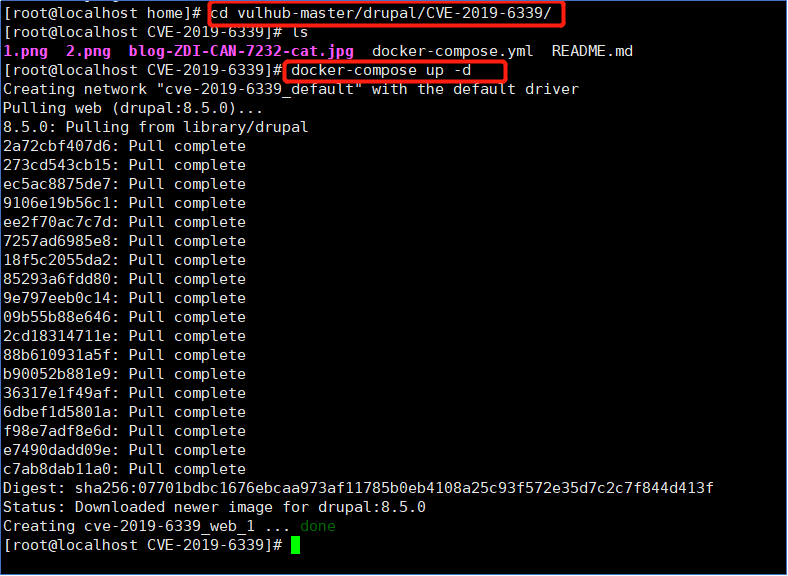 [root@localhost home]# cd vulhub-master/drupal/CVE-2019-6339/
[root@localhost CVE-2019-6339]# ls
1.png  2.png  blog-ZDI-CAN-7232-cat.jpg  docker-compose.yml  README.md
[root@localhost CVE-2019-6339]# docker-compose up -d
Creating network "cve-2019-6339_default" with the default driver
Pulling web (drupal:8.5.0)...
8.5.0: Pulling from library/drupal
2a72cbf407d6: Pull complete
273cd543cb15: Pull complete
ec5ac8875de7: Pull complete
9106e19b56c1: Pull complete
ee2f70ac7c7d: Pull complete
7257ad6985e8: Pull complete
18f5c2055da2: Pull complete
85293a6fdd80: Pull complete
9e797eeb0c14: Pull complete
09b55b88e646: Pull complete
2cd18314711e: Pull complete
88b610931a5f: Pull complete
b90052b881e9: Pull complete
36317e1f49af: Pull complete
6dbef1d5801a: Pull complete
f98e7adf8e6d: Pull complete
e7490dadd09e: Pull complete
c7ab8dab11a0: Pull complete
Digest: sha256:07701bdbc1676ebcaa973af11785b0eb4108a25c93f572e35d7c2c7f844d413f
Status: Downloaded newer image for drupal:8.5.0
Creating cve-2019-6339_web_1 ... done
[root@localhost CVE-2019-6339]#